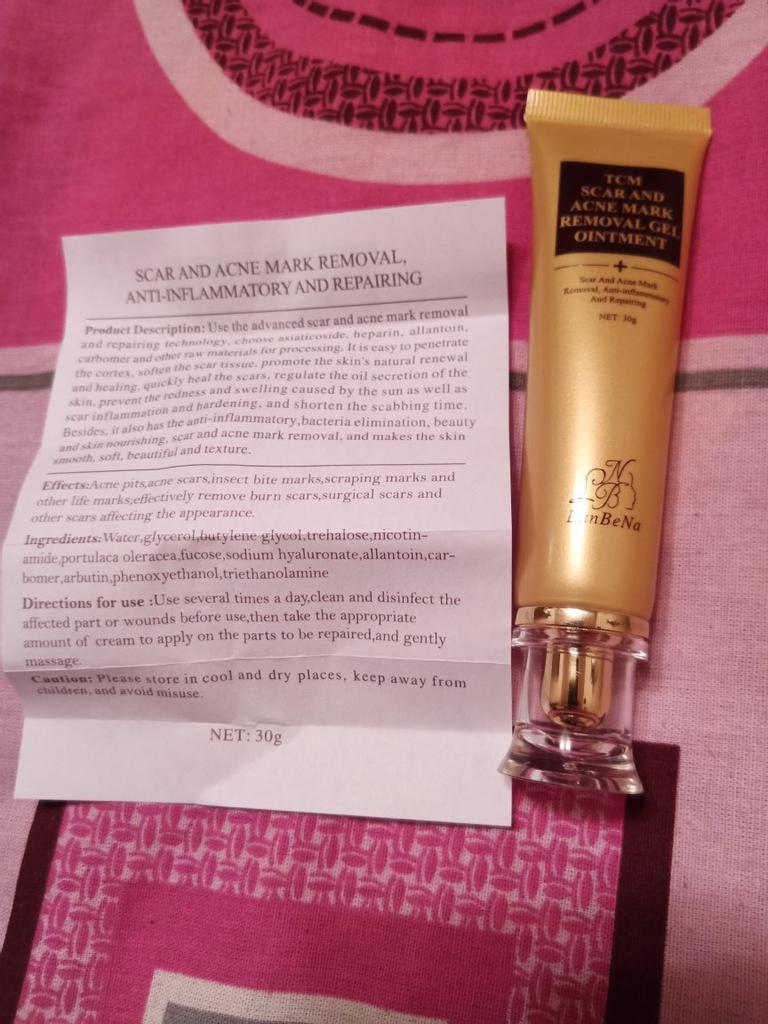 SCAR AND ACNE MARK REMOVAL,
ANTI-INFLAMMATORY AND REPAIRING
Product Description: Use the advanced scar and acne mark removal
and repairing technology, choose asiaticoside, heparin, allantoin,
carbomer and other raw materials for processing. It is easy to penetrate
the cortex, soften the scar tissue, promote the skin's natural renewal
and healing, quickly heal the scars, regulate the oil secretion of the
skin, prevent the redness and swelling caused by the sun as well as
scar inflammation and hardening, and shorten the scabbing time.
Besides, it also has the anti-inflammatory,bacteria elimination, beauty
and skin nourishing, scar and acne mark removal, and makes the skin
smooth, soft, beautiful and texture.
Effects:Acne pits,acne scars,insect bite marks,scraping marks and
other life marks;effectively remove burn scars,surgical scars and
other scars affecting the appearance.
Ingredients:Water,glycerol,butylene glycol,trehalose,nicotin-
amide,portulaca oleracea,fucose,sodium hyaluronate,allantoin,car-
bomer,arbutin,phenoxyethanol,triethanolamine
Directions for use :Use several times a day,clean and disinfect the
affected part or wounds before use,then take the appropriate
amount of cream to apply on the parts to be repaired,and gently
massage.
Caution: Please store in cool and dry places, keep away from
children, and avoid misuse.
NET: 30g
TCM
SCAR AND
ACNE MARK
REMOVAL GEL
OINTMENT
Scar And Acne Mark
Removal, Anti-inflammatory
And Repairing
NET: 30g
N
B
LanBeNa